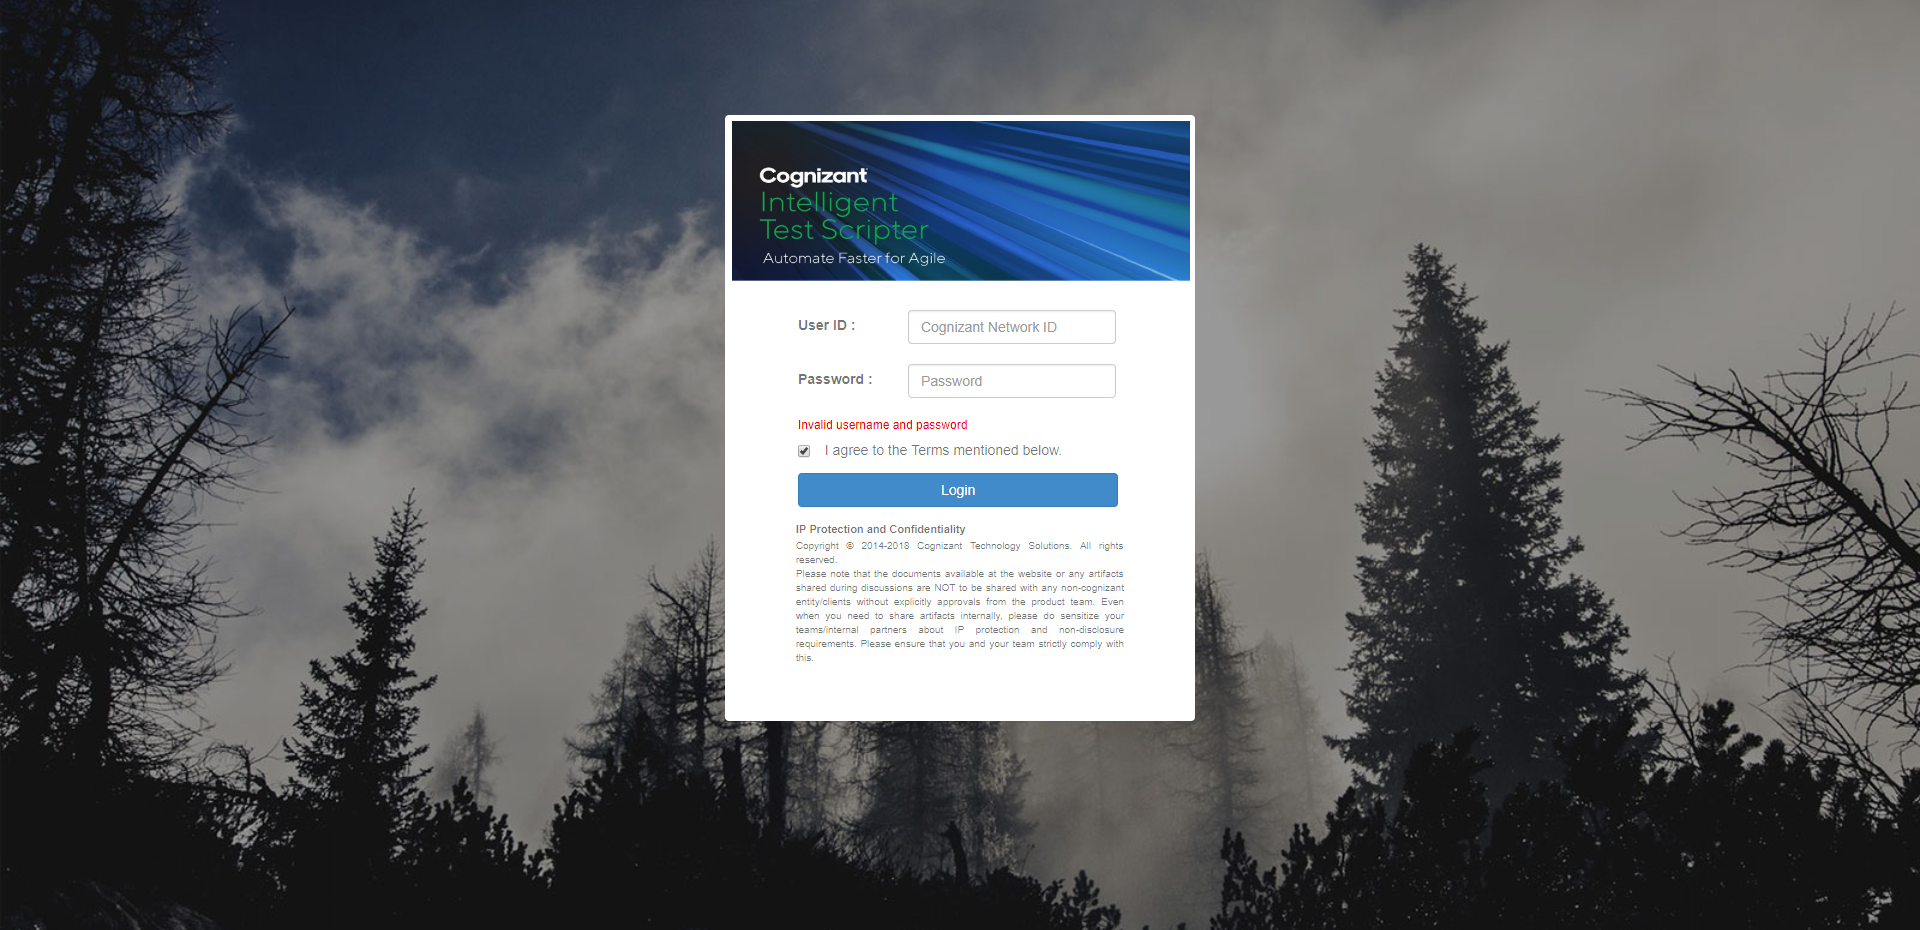 Cognizant
Intelligent
Test Scripter
Automate Faster for Agile
User ID :
Cognizant Network ID
Password :
Password
Invalid username and password
I agree to the Terms mentioned below.
Login
IP Protection and Confidentiality
Copyright © 2014-2018 Cognizant Technology Solutions. All rights
reserved.
Please note that the documents available at the website or any artifacts
shared during discussions are NOT to be shared with any non-cognizant
entity/clients without explicitly approvals from the product team. Even
when you need to share artifacts internally, please do sensitize your
teams/internal partners about IP protection and non-disclosure
requirements. Please ensure that you and your team strictly comply with
this.